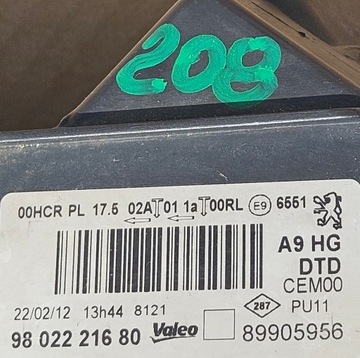 208
00HCR PL 17.5 02A 01 1a 00RL E9 6551
A9 HG
DTD
CEM00
22/02/12 13h44 8121
287 PU11
98 022 216 80 Valeo 89905956